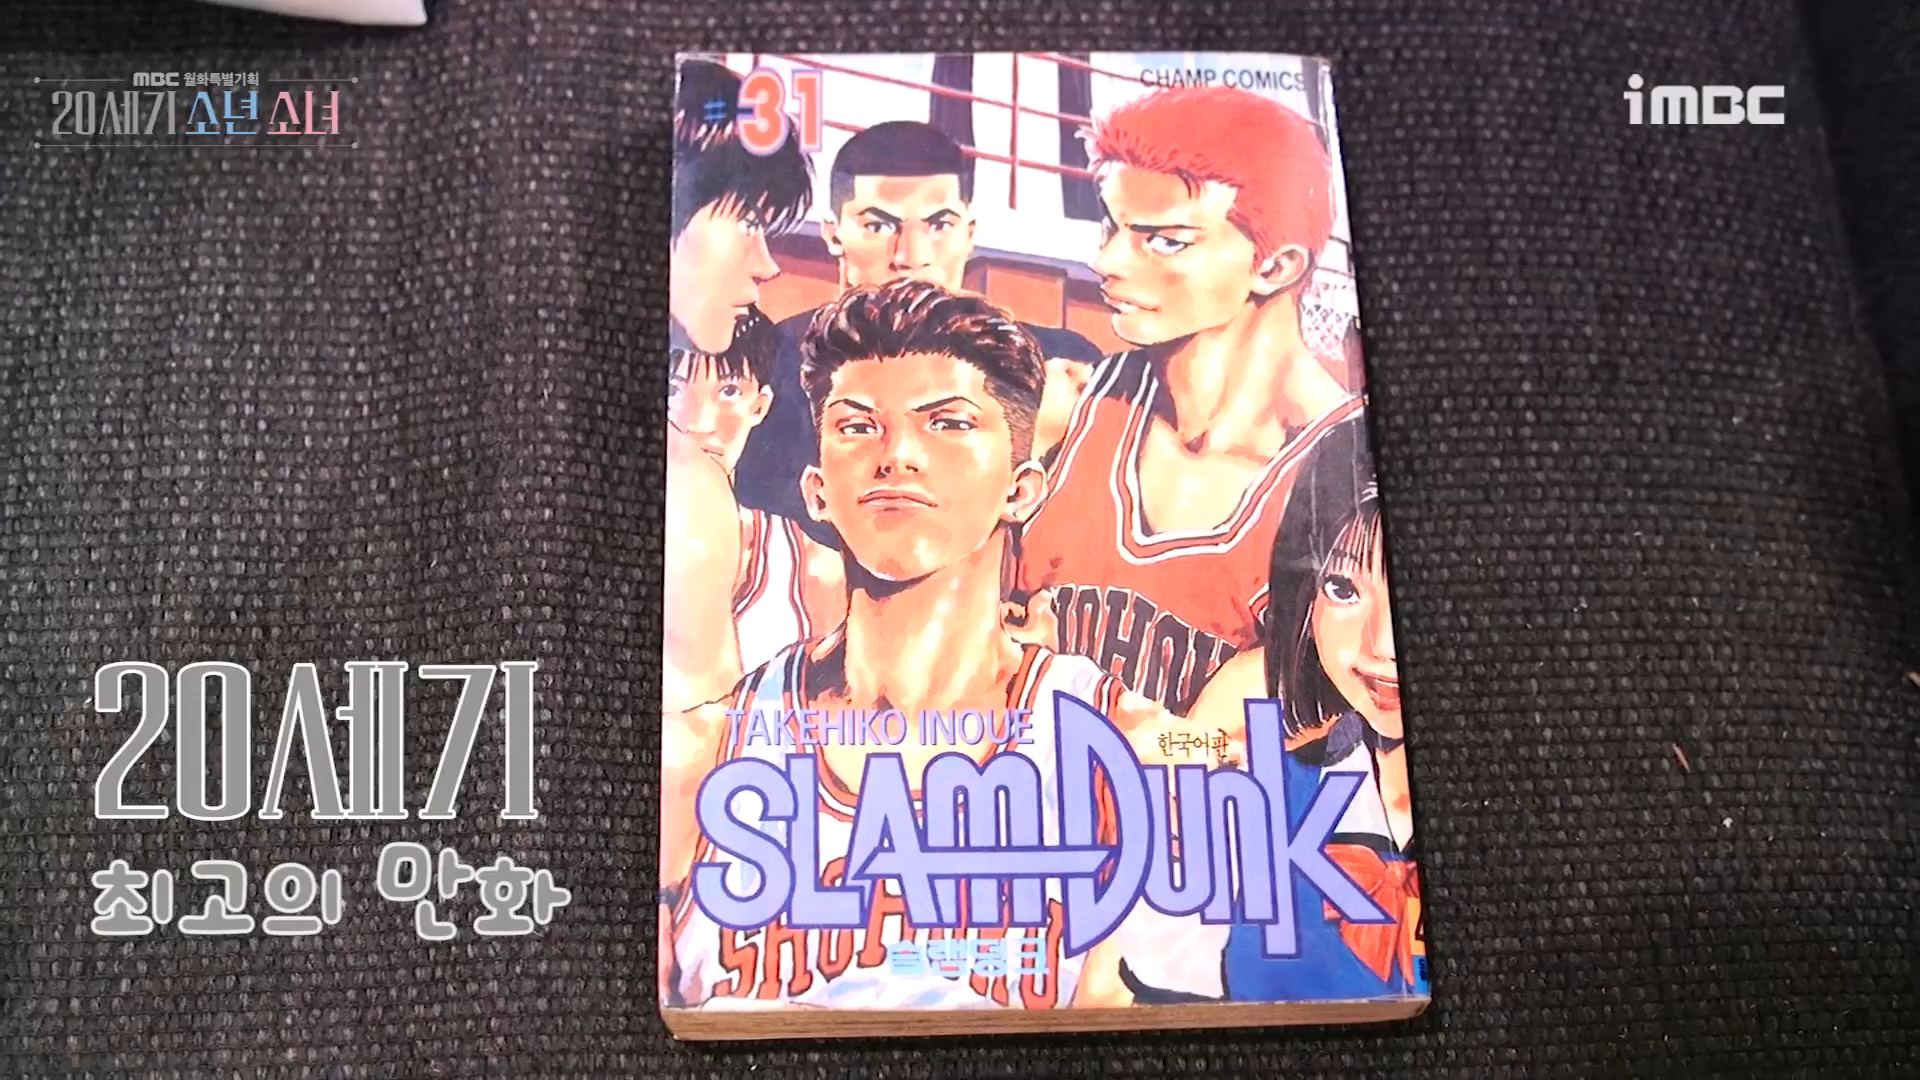 MBC 월화특별기획
20세기 소년 소녀
iMBC
#31
CHAMP COMICS
TAKEHIKO INOUE
한국어판
SLAM DUNK
슬램덩크
20세기
최고의 만화